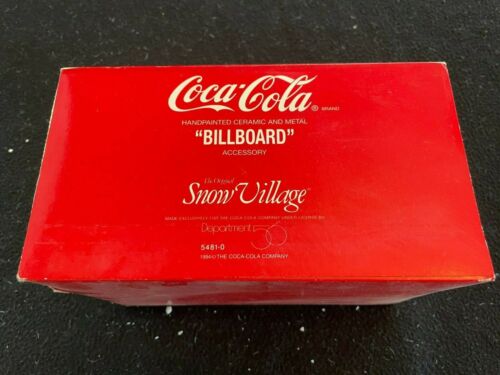 Coca-Cola® BRAND
HANDPAINTED CERAMIC AND METAL
"BILLBOARD"
ACCESSORY
The Original
Snow Village®
MADE EXCLUSIVELY FOR THE COCA-COLA COMPANY UNDER LICENSE BY
Department 56
5481-0
1994 © THE COCA-COLA COMPANY